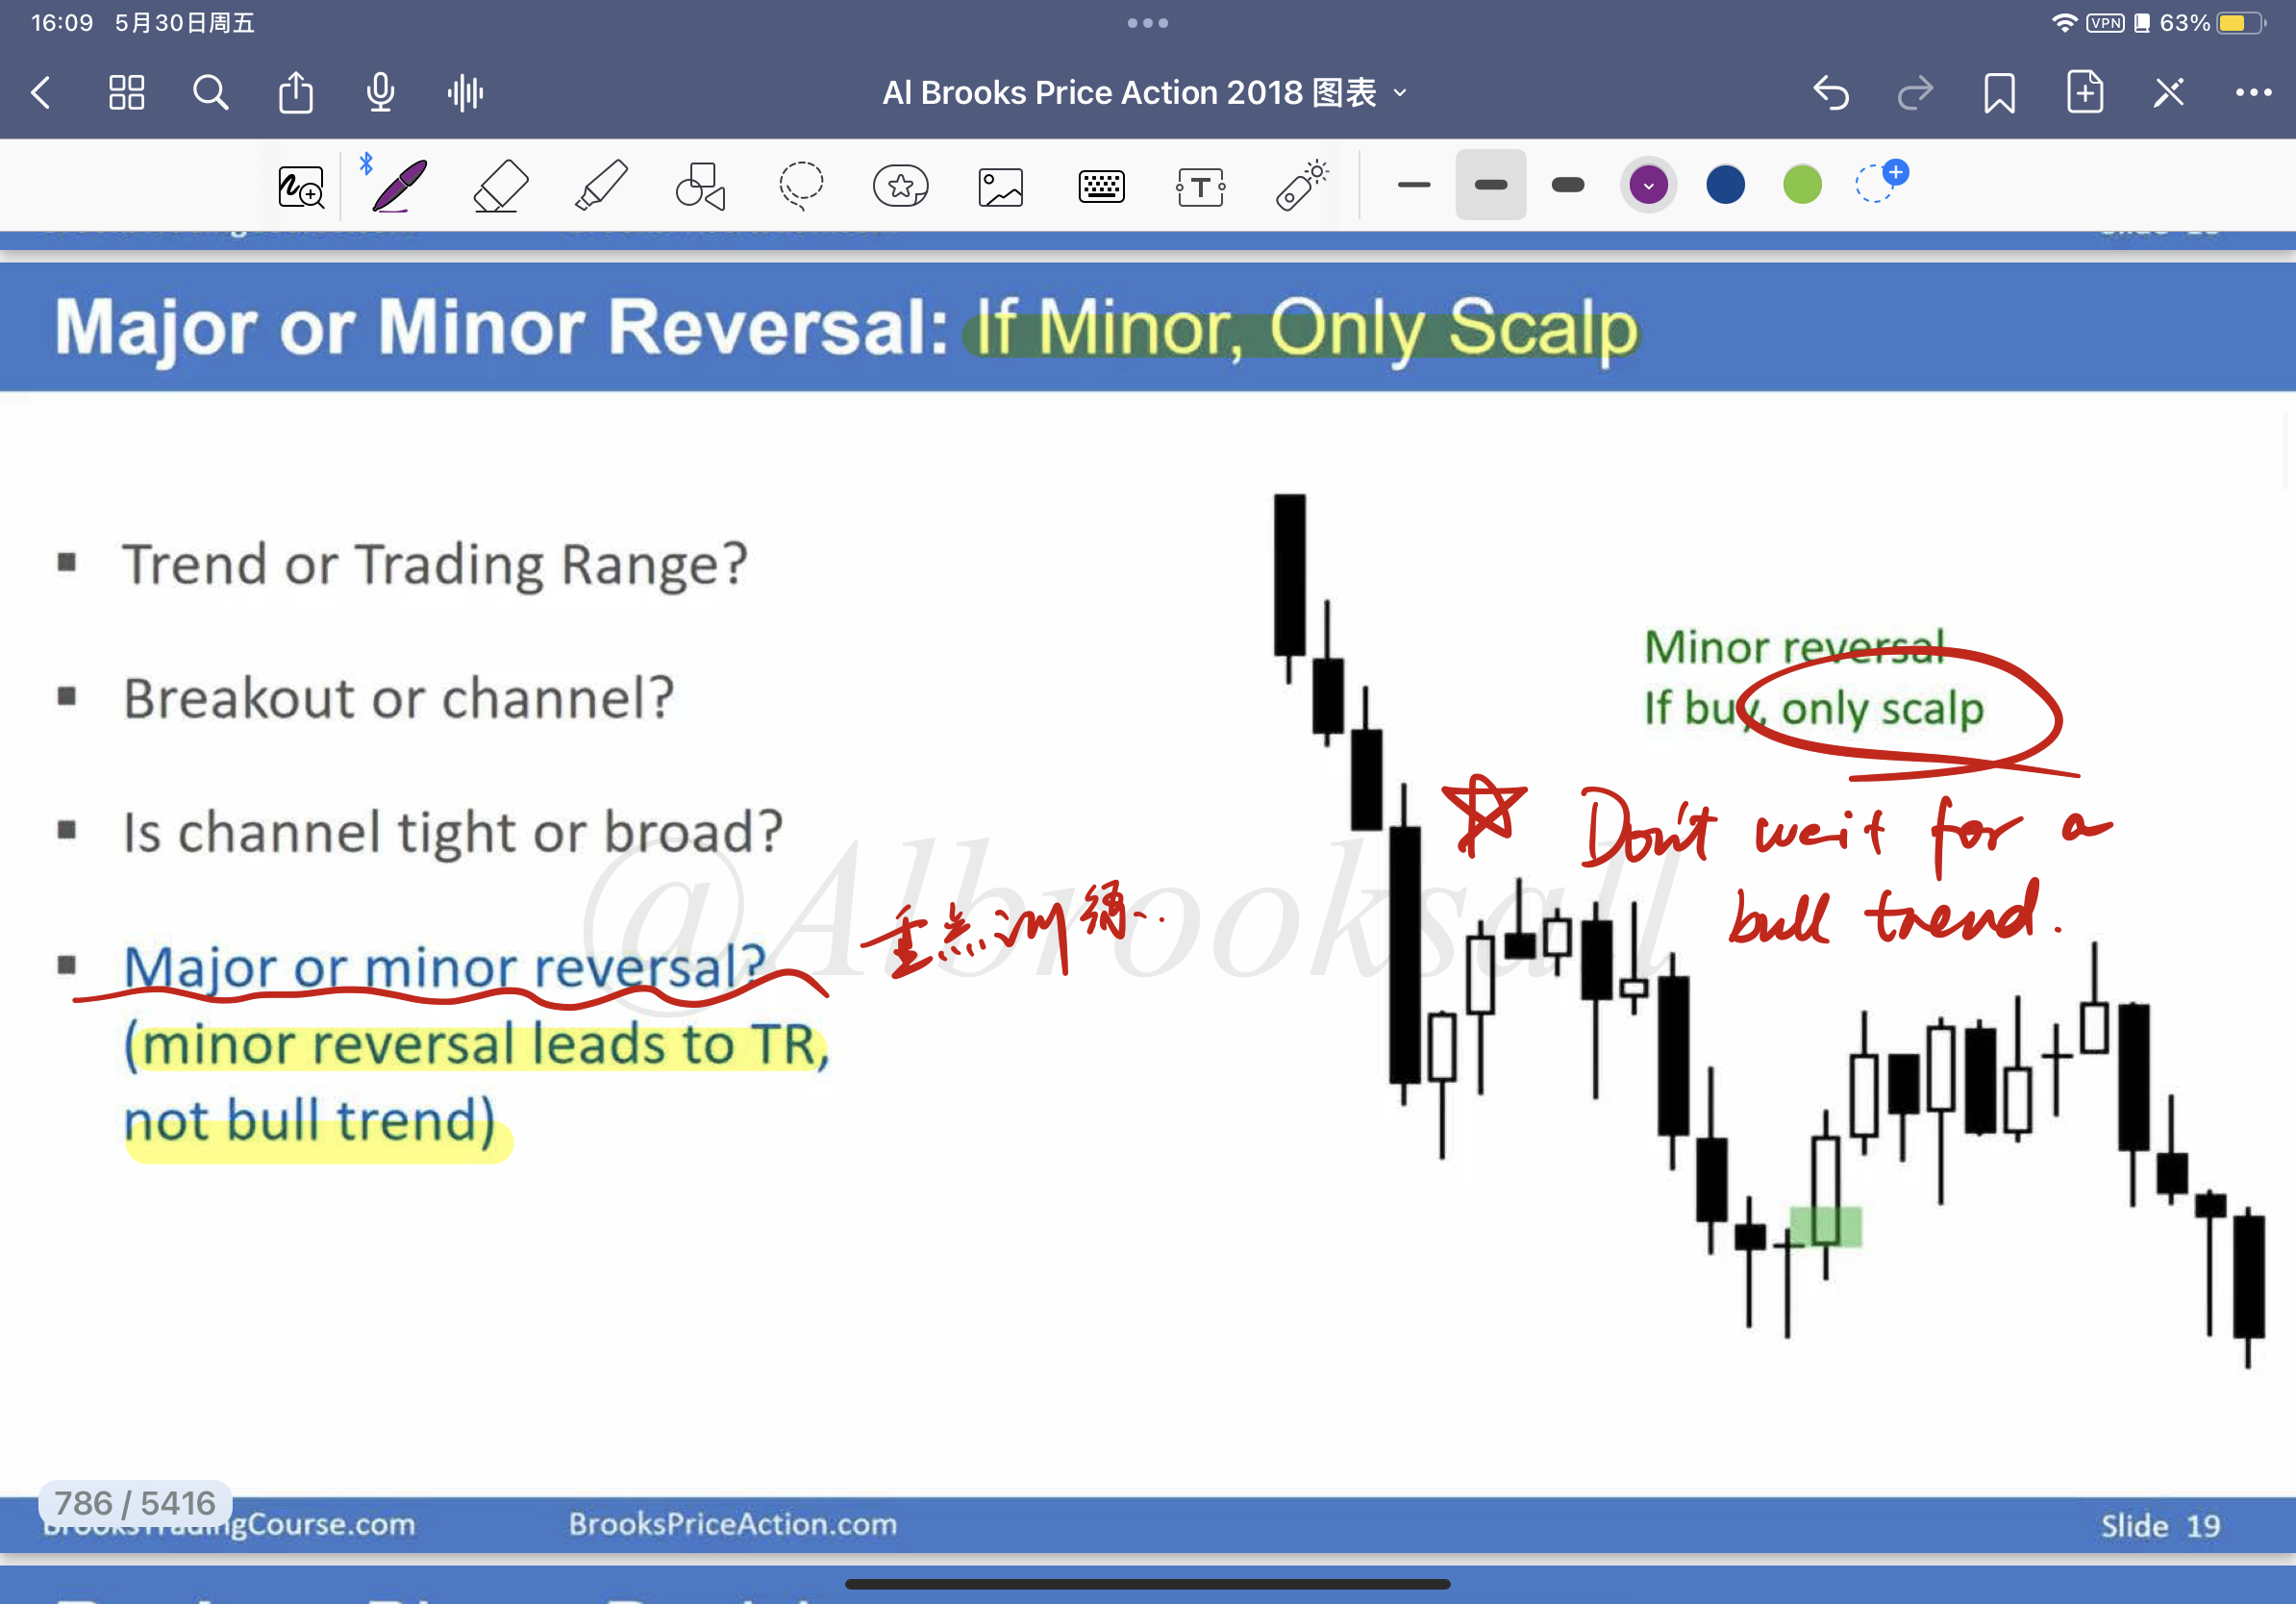 16:09 5月30日周五
VPN 63%
Al Brooks Price Action 2018 图表
T
Major or Minor Reversal: If Minor, Only Scalp
Trend or Trading Range?
Breakout or channel?
Is channel tight or broad?
Major or minor reversal?
(minor reversal leads to TR,
not bull trend)
重点训练..
Minor reversal
If buy, only scalp
Don't wait for a
bull trend.
@Albrooksall
786 / 5416
BrooksTradingCourse.com BrooksPriceAction.com Slide 19